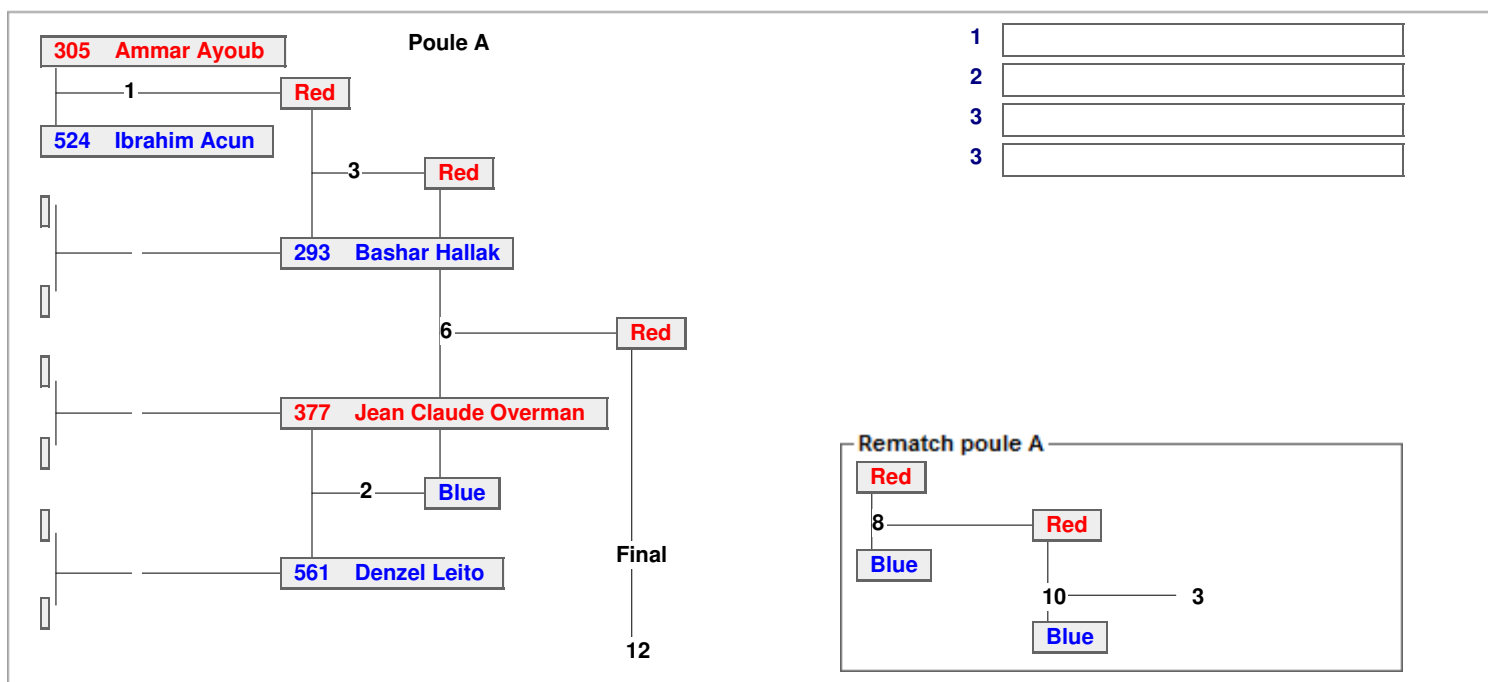 Poule A
305 Ammar Ayoub
1
Red
524 Ibrahim Acun
3
Red
293 Bashar Hallak
6
Red
377 Jean Claude Overman
2
Blue
561 Denzel Leito
Final
12
1
2
3
3
Rematch poule A
Red
8
Red
Blue
10 3
Blue